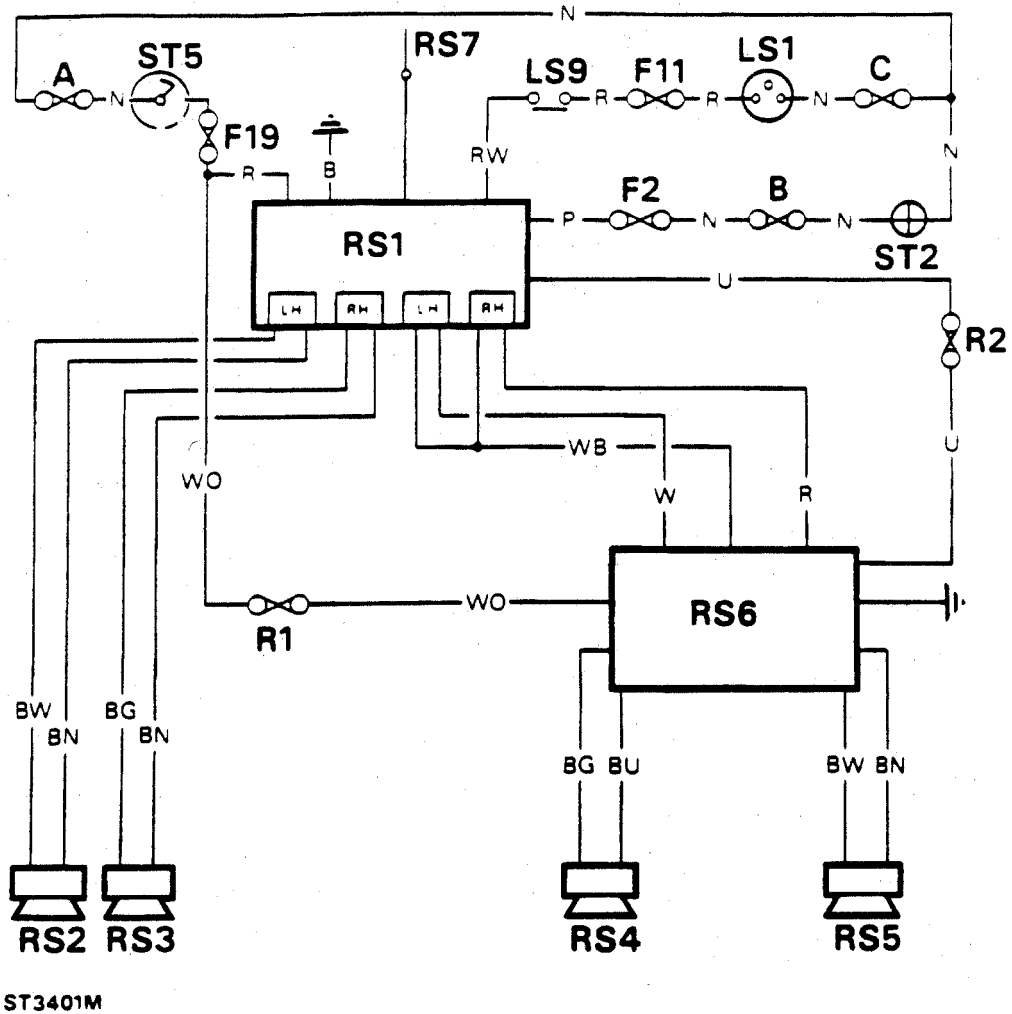 N
RS7
ST5
A
N
F19
R
B
LS9
F11
LS1
C
R
R
N
RW
N
F2
B
P
N
N
ST2
RS1
U
LH
RH
LH
RH
R2
WB
U
WO
W
R
R1
WO
RS6
BW
BN
BG
BN
BG
BU
BW
BN
RS2
RS3
RS4
RS5
ST3401M